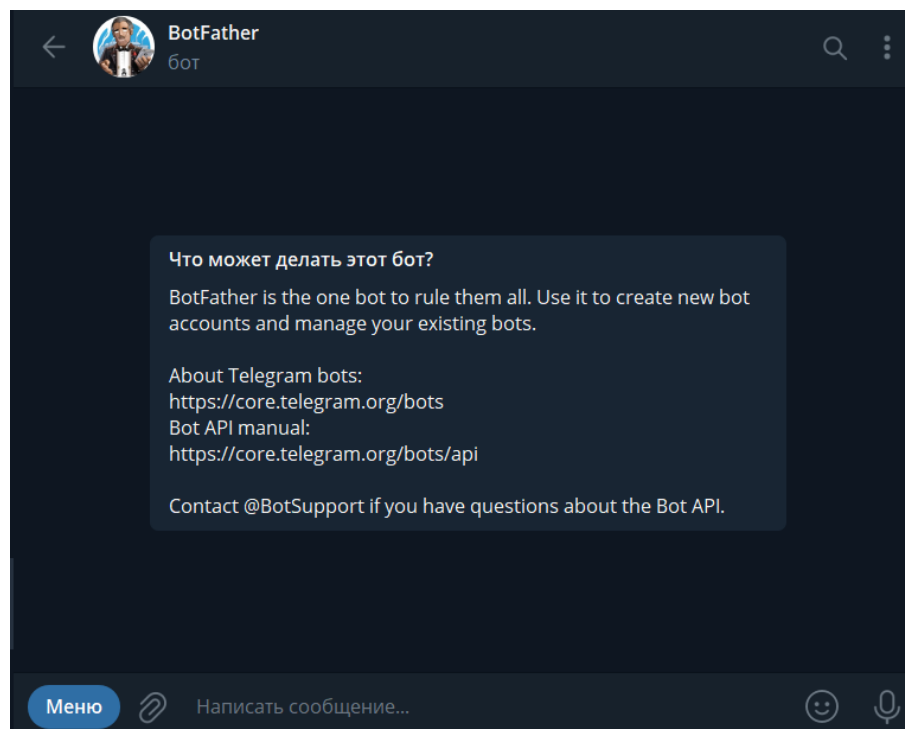 BotFather
бот
Что может делать этот бот?
BotFather is the one bot to rule them all. Use it to create new bot
accounts and manage your existing bots.
About Telegram bots:
https://core.telegram.org/bots
Bot API manual:
https://core.telegram.org/bots/api
Contact @BotSupport if you have questions about the Bot API.
Меню
Написать сообщение...